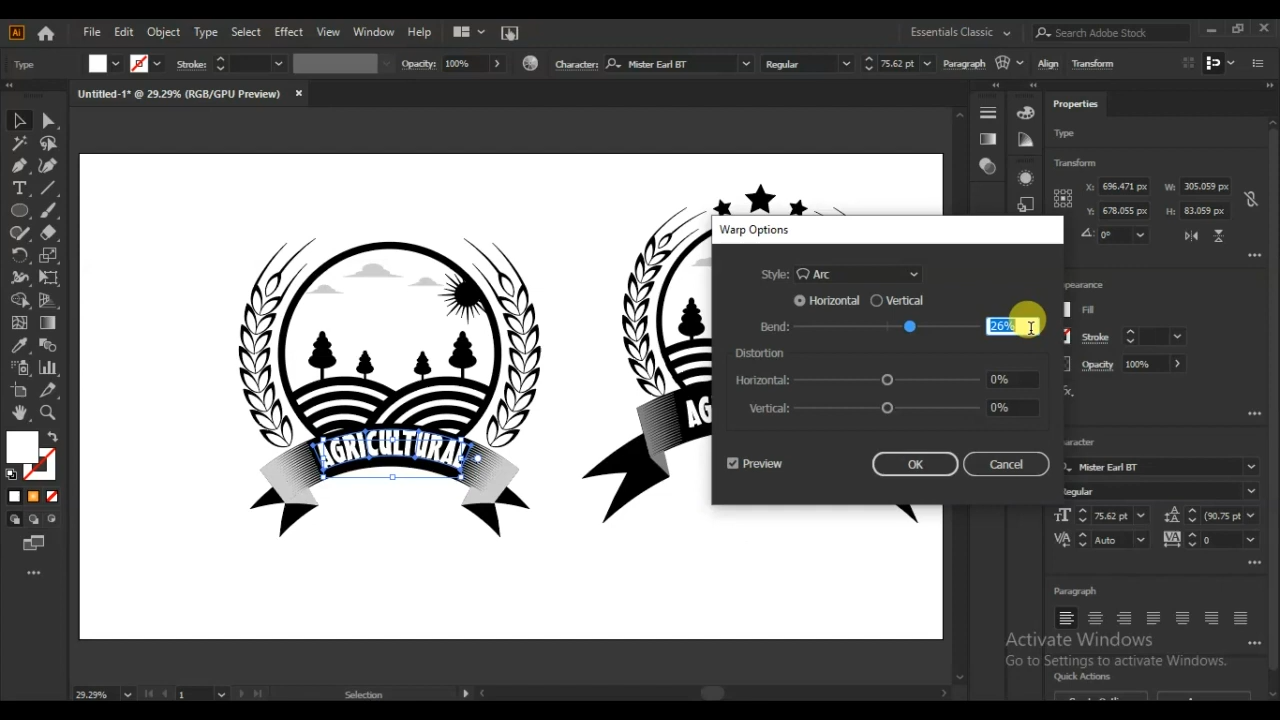 Ai File Edit Object Type Select Effect View Window Help Essentials Classic Search Adobe Stock
Type Stroke: Opacity: 100% Character: Mister Earl BT Regular 75.62 pt Paragraph Align Transform
Untitled-1* @ 29.29% (RGB/GPU Preview) ×
Properties
Type
Transform
X: 696.471 px W: 305.059 px
Y: 678.055 px H: 83.059 px
0°
Warp Options
Style: Arc
Horizontal Vertical
Bend: 26%
Distortion
Horizontal: 0%
Vertical: 0%
Preview OK Cancel
ppearance
Fill
Stroke
Opacity 100%
AGRICULTURAL
AG
aracter
Mister Earl BT
egular
75.62 pt (90.75 pt
Auto 0
Paragraph
Activate Windows
Go to Settings to activate Windows.
Quick Actions
29.29% 1 Selection